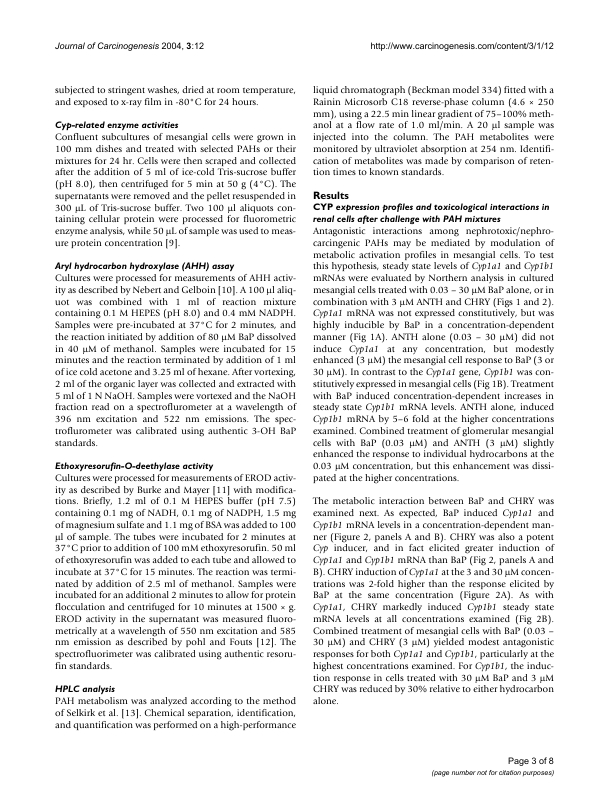 Journal of Carcinogenesis 2004, 3:12
http://www.carcinogenesis.com/content/3/1/12
subjected to stringent washes, dried at room temperature,
and exposed to x-ray film in -80°C for 24 hours.
Cyp-related enzyme activities
Confluent subcultures of mesangial cells were grown in
100 mm dishes and treated with selected PAHs or their
mixtures for 24 hr. Cells were then scraped and collected
after the addition of 5 ml of ice-cold Tris-sucrose buffer
(pH 8.0), then centrifuged for 5 min at 50 g (4°C). The
supernatants were removed and the pellet resuspended in
300 µL of Tris-sucrose buffer. Two 100 µl aliquots con-
taining cellular protein were processed for fluorometric
enzyme analysis, while 50 µL of sample was used to meas-
ure protein concentration [9].
Aryl hydrocarbon hydroxylase (AHH) assay
Cultures were processed for measurements of AHH activ-
ity as described by Nebert and Gelboin [10]. A 100 µl aliq-
uot was combined with 1 ml of reaction mixture
containing 0.1 M HEPES (pH 8.0) and 0.4 mM NADPH.
Samples were pre-incubated at 37°C for 2 minutes, and
the reaction initiated by addition of 80 µM BaP dissolved
in 40 µM of methanol. Samples were incubated for 15
minutes and the reaction terminated by addition of 1 ml
of ice cold acetone and 3.25 ml of hexane. After vortexing,
2 ml of the organic layer was collected and extracted with
5 ml of 1 N NaOH. Samples were vortexed and the NaOH
fraction read on a spectroflurometer at a wavelength of
396 nm excitation and 522 nm emissions. The spec-
troflurometer was calibrated using authentic 3-OH BaP
standards.
Ethoxyresorufin-O-deethylase activity
Cultures were processed for measurements of EROD activ-
ity as described by Burke and Mayer [11] with modifica-
tions. Briefly, 1.2 ml of 0.1 M HEPES buffer (pH 7.5)
containing 0.1 mg of NADH, 0.1 mg of NADPH, 1.5 mg
of magnesium sulfate and 1.1 mg of BSA was added to 100
µl of sample. The tubes were incubated for 2 minutes at
37°C prior to addition of 100 mM ethoxyresorufin. 50 ml
of ethoxyresorufin was added to each tube and allowed to
incubate at 37°C for 15 minutes. The reaction was termi-
nated by addition of 2.5 ml of methanol. Samples were
incubated for an additional 2 minutes to allow for protein
flocculation and centrifuged for 10 minutes at 1500 × g.
EROD activity in the supernatant was measured fluoro-
metrically at a wavelength of 550 nm excitation and 585
nm emission as described by pohl and Fouts [12]. The
spectrofluorimeter was calibrated using authentic resoru-
fin standards.
HPLC analysis
PAH metabolism was analyzed according to the method
of Selkirk et al. [13]. Chemical separation, identification,
and quantification was performed on a high-performance
liquid chromatograph (Beckman model 334) fitted with a
Rainin Microsorb C18 reverse-phase column (4.6 × 250
mm), using a 22.5 min linear gradient of 75–100% meth-
anol at a flow rate of 1.0 ml/min. A 20 µl sample was
injected into the column. The PAH metabolites were
monitored by ultraviolet absorption at 254 nm. Identifi-
cation of metabolites was made by comparison of reten-
tion times to known standards.
Results
CYP expression profiles and toxicological interactions in
renal cells after challenge with PAH mixtures
Antagonistic interactions among nephrotoxic/nephro-
carcingenic PAHs may be mediated by modulation of
metabolic activation profiles in mesangial cells. To test
this hypothesis, steady state levels of Cyp1a1 and Cyp1b1
mRNAs were evaluated by Northern analysis in cultured
mesangial cells treated with 0.03 – 30 µM BaP alone, or in
combination with 3 µM ANTH and CHRY (Figs 1 and 2).
Cyp1a1 mRNA was not expressed constitutively, but was
highly inducible by BaP in a concentration-dependent
manner (Fig 1A). ANTH alone (0.03 – 30 µM) did not
induce Cyp1a1 at any concentration, but modestly
enhanced (3 µM) the mesangial cell response to BaP (3 or
30 µM). In contrast to the Cyp1a1 gene, Cyp1b1 was con-
stitutively expressed in mesangial cells (Fig 1B). Treatment
with BaP induced concentration-dependent increases in
steady state Cyp1b1 mRNA levels. ANTH alone, induced
Cyp1b1 mRNA by 5–6 fold at the higher concentrations
examined. Combined treatment of glomerular mesangial
cells with BaP (0.03 µM) and ANTH (3 µM) slightly
enhanced the response to individual hydrocarbons at the
0.03 µM concentration, but this enhancement was dissi-
pated at the higher concentrations.
The metabolic interaction between BaP and CHRY was
examined next. As expected, BaP induced Cyp1a1 and
Cyp1b1 mRNA levels in a concentration-dependent man-
ner (Figure 2, panels A and B). CHRY was also a potent
Cyp inducer, and in fact elicited greater induction of
Cyp1a1 and Cyp1b1 mRNA than BaP (Fig 2, panels A and
B). CHRY induction of Cyp1a1 at the 3 and 30 µM concen-
trations was 2-fold higher than the response elicited by
BaP at the same concentration (Figure 2A). As with
Cyp1a1, CHRY markedly induced Cyp1b1 steady state
mRNA levels at all concentrations examined (Fig 2B).
Combined treatment of mesangial cells with BaP (0.03 –
30 µM) and CHRY (3 µM) yielded modest antagonistic
responses for both Cyp1a1 and Cyp1b1, particularly at the
highest concentrations examined. For Cyp1b1, the induc-
tion response in cells treated with 30 µM BaP and 3 µM
CHRY was reduced by 30% relative to either hydrocarbon
alone.
Page 3 of 8
(page number not for citation purposes)